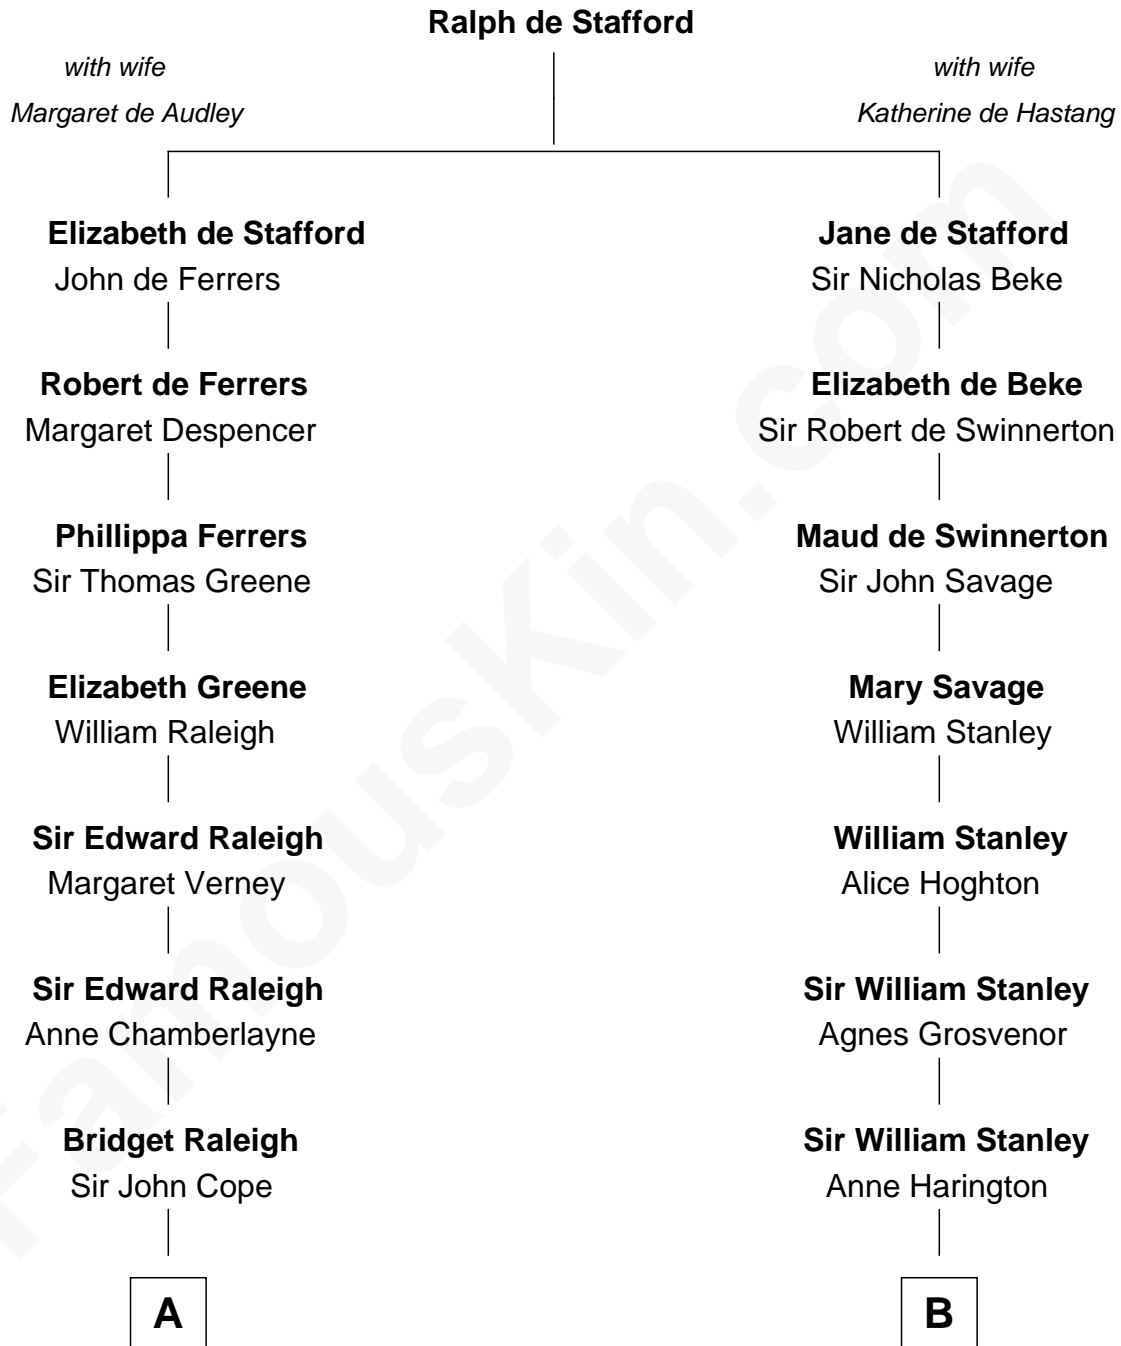 Ralph de Stafford
with wife
Margaret de Audley
with wife
Katherine de Hastang
Elizabeth de Stafford
John de Ferrers
Jane de Stafford
Sir Nicholas Beke
Robert de Ferrers
Margaret Despencer
Elizabeth de Beke
Sir Robert de Swinnerton
Phillippa Ferrers
Sir Thomas Greene
Maud de Swinnerton
Sir John Savage
Elizabeth Greene
William Raleigh
Mary Savage
William Stanley
Sir Edward Raleigh
Margaret Verney
William Stanley
Alice Hoghton
Sir Edward Raleigh
Anne Chamberlayne
Sir William Stanley
Agnes Grosvenor
Bridget Raleigh
Sir John Cope
Sir William Stanley
Anne Harington
A
B
FamousKin.com